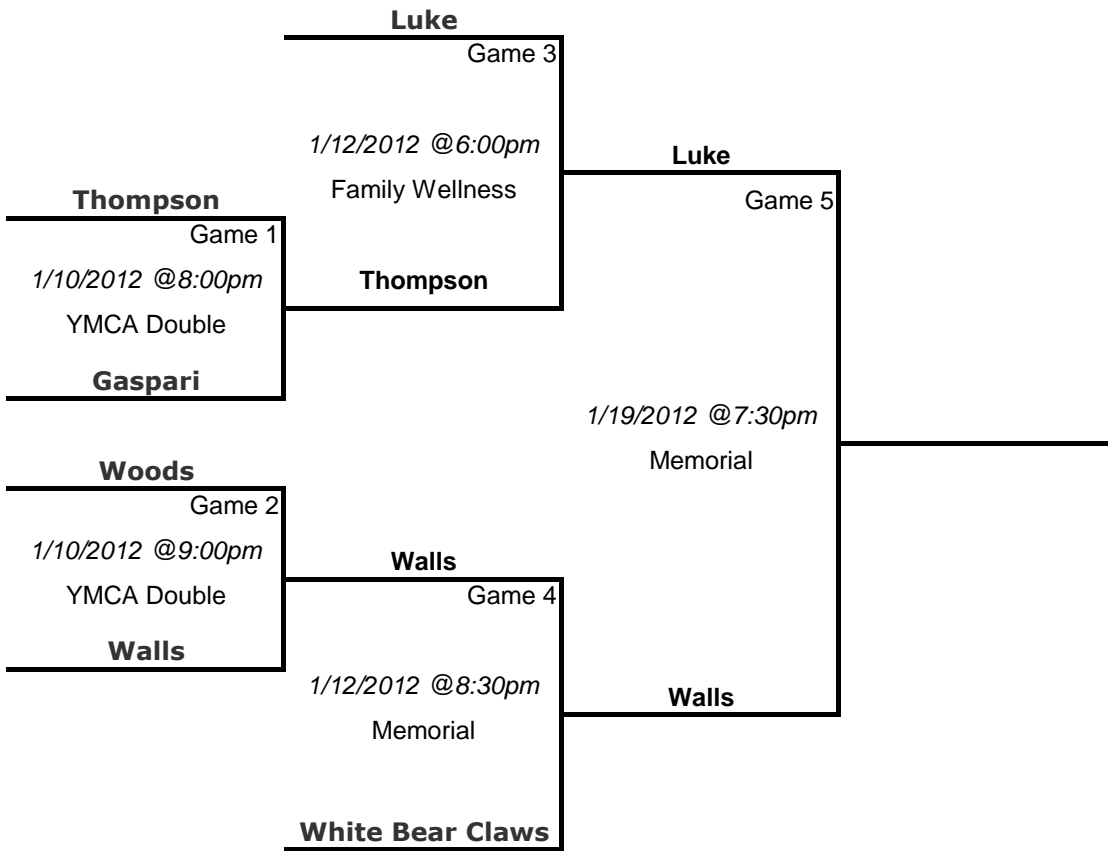 Luke
Game 3
1/12/2012 @6:00pm
Family Wellness
Luke
Game 5
Thompson
Game 1
1/10/2012 @8:00pm
YMCA Double
Thompson
Gaspari
1/19/2012 @7:30pm
Memorial
Woods
Game 2
1/10/2012 @9:00pm
YMCA Double
Walls
Walls
Game 4
1/12/2012 @8:30pm
Memorial
Walls
White Bear Claws